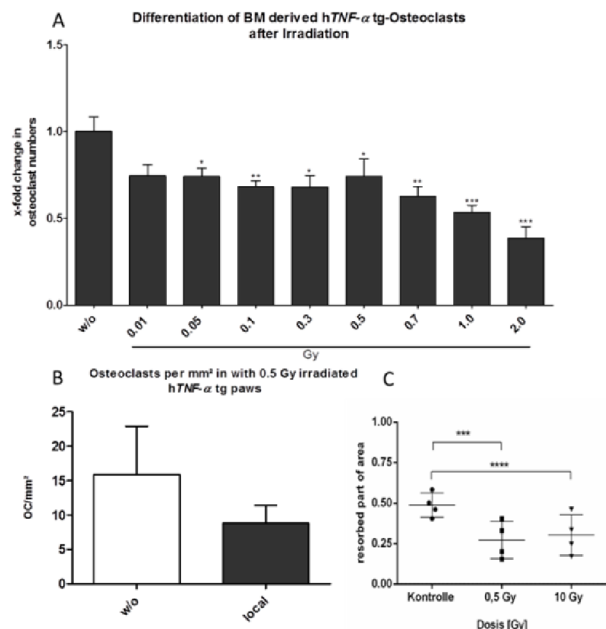 A
Differentiation of BM derived hTNF-α tg-Osteoclasts
after Irradiation
x-fold change in
osteoclast numbers
1.5
1.0
0.5
0.0
* ** * * ** *** ***
w/o 0.01 0.05 0.1 0.3 0.5 0.7 1.0 2.0
Gy
B
Osteoclasts per mm² in with 0.5 Gy irradiated
hTNF-α tg paws
OC/mm²
25
20
15
10
5
0
w/o local
C
resorbed part of area
1.00
0.75
0.50
0.25
0.00
***
****
Kontrolle 0,5 Gy 10 Gy
Dosis [Gy]